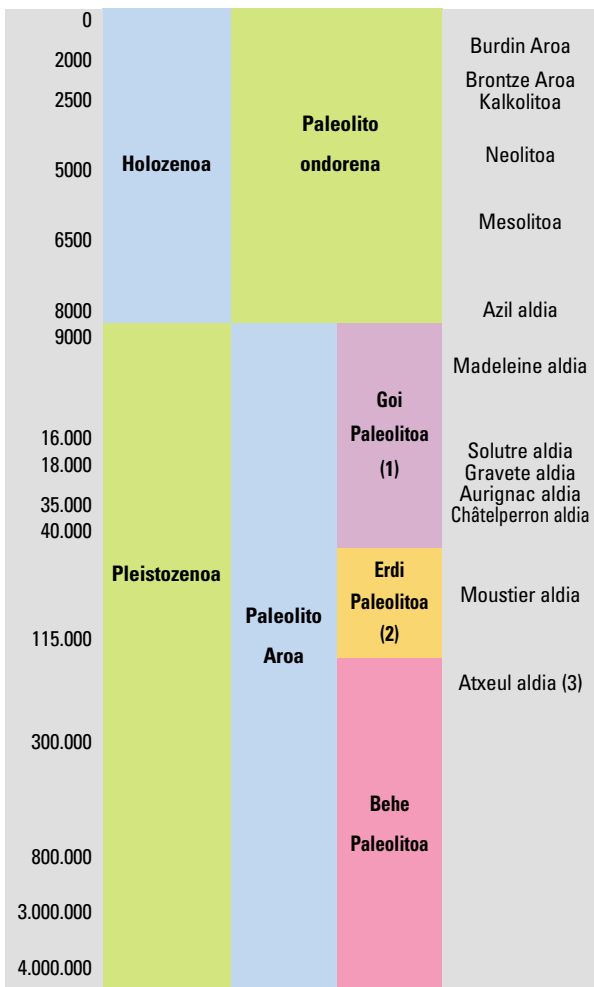 0
2000
2500
5000
6500
8000
9000
16.000
18.000
35.000
40.000
115.000
300.000
800.000
3.000.000
4.000.000
Holozenoa
Pleistozenoa
Paleolito
ondorena
Paleolito
Aroa
Goi
Paleolitoa
(1)
Erdi
Paleolitoa
(2)
Behe
Paleolitoa
Burdin Aroa
Brontze Aroa
Kalkolitoa
Neolitoa
Mesolitoa
Azil aldia
Madeleine aldia
Solutre aldia
Gravete aldia
Aurignac aldia
Châtelperron aldia
Moustier aldia
Atxeul aldia (3)